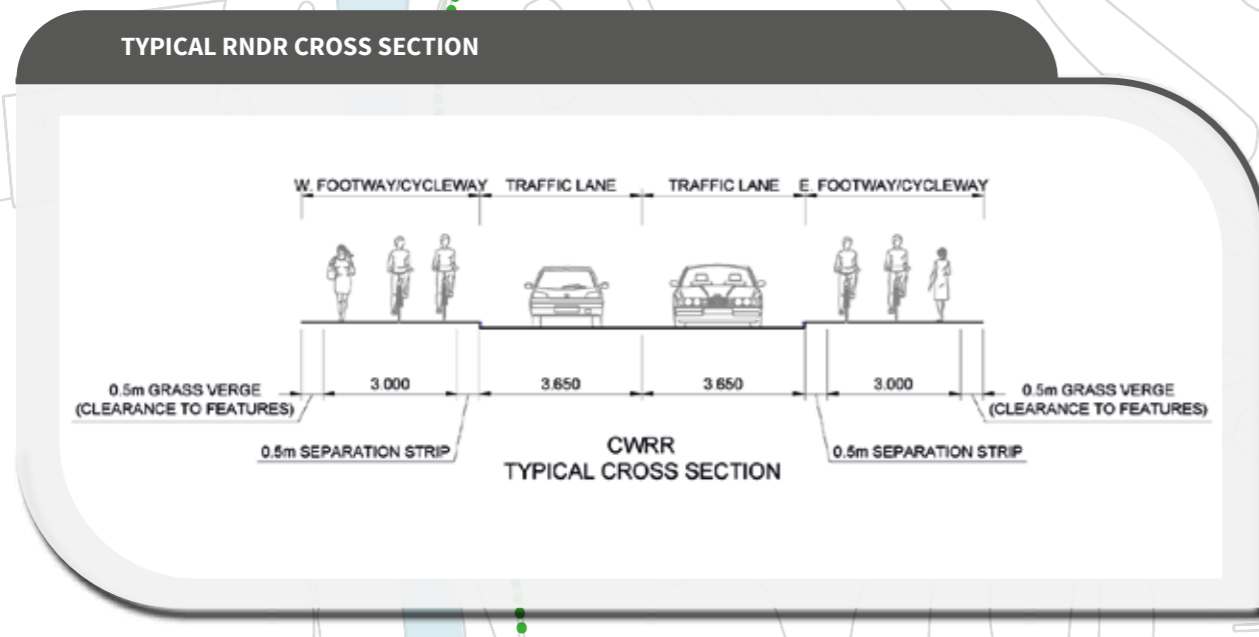 TYPICAL RNDR CROSS SECTION
W. FOOTWAY/CYCLEWAY TRAFFIC LANE TRAFFIC LANE E. FOOTWAY/CYCLEWAY
0.5m GRASS VERGE
(CLEARANCE TO FEATURES)
3.000 3.650 3.650 3.000
0.5m GRASS VERGE
(CLEARANCE TO FEATURES)
0.5m SEPARATION STRIP
CWRR
TYPICAL CROSS SECTION
0.5m SEPARATION STRIP